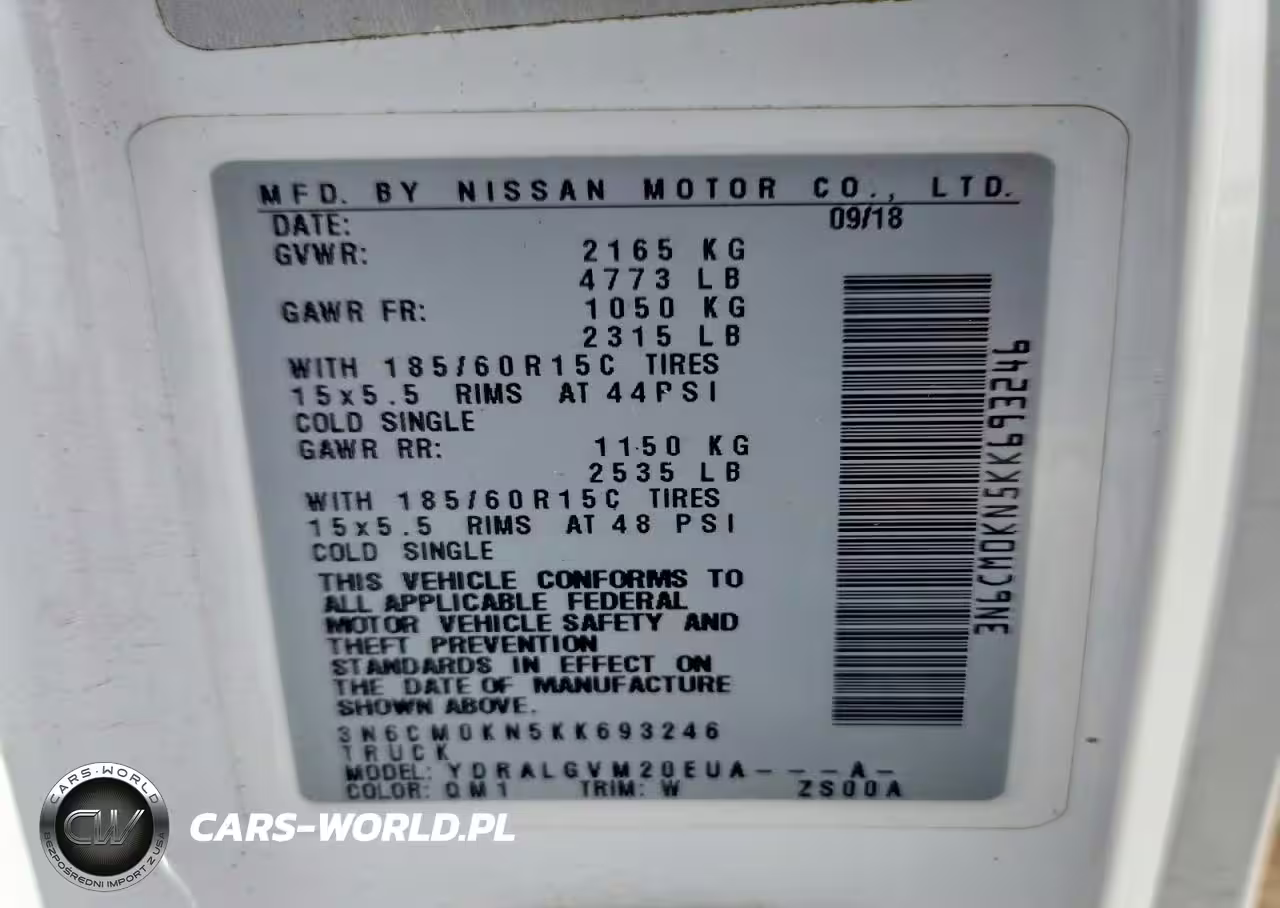 MFD. BY NISSAN MOTOR CO., LTD.
DATE: 09/18
GVWR: 2165 KG
4773 LB
GAWR FR: 1050 KG
2315 LB
WITH 185/60R15C TIRES
15x5.5 RIMS AT 44PSI
COLD SINGLE
GAWR RR: 1150 KG
2535 LB
WITH 185/60R15C TIRES
15x5.5 RIMS AT 48 PSI
COLD SINGLE
THIS VEHICLE CONFORMS TO
ALL APPLICABLE FEDERAL
MOTOR VEHICLE SAFETY AND
THEFT PREVENTION
STANDARDS IN EFFECT ON
THE DATE OF MANUFACTURE
SHOWN ABOVE.
3N6CM0KN5KK693246
TRUCK
MODEL: YDRALGVM20EUA---A-
COLOR: QM1 TRIM: W ZS00A
3N6CM0KN5KK693246
CARS-WORLD
CW
BEZPOŚREDNI IMPORT Z USA
CARS-WORLD.PL